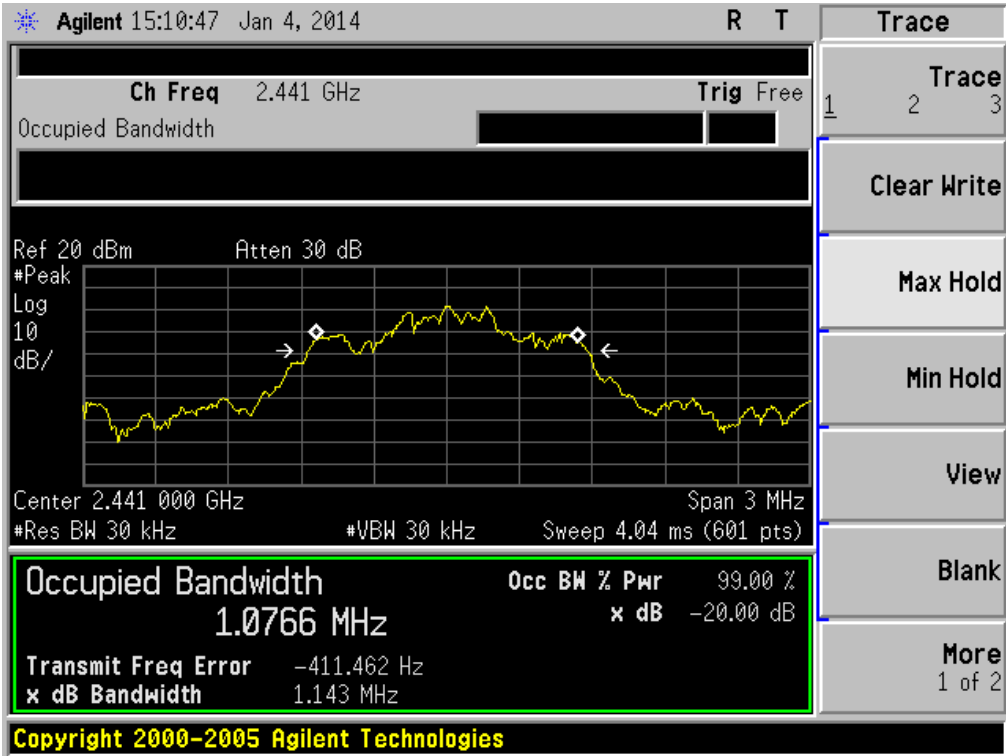 Agilent 15:10:47 Jan 4, 2014 R T
Trace
Ch Freq 2.441 GHz Trig Free
Occupied Bandwidth
Trace
1 2 3
Clear Write
Max Hold
Min Hold
View
Blank
More
1 of 2
Ref 20 dBm Atten 30 dB
#Peak
Log
10
dB/
Center 2.441 000 GHz Span 3 MHz
#Res BW 30 kHz #VBW 30 kHz Sweep 4.04 ms (601 pts)
Occupied Bandwidth Occ BW % Pwr 99.00 %
1.0766 MHz x dB -20.00 dB
Transmit Freq Error -411.462 Hz
x dB Bandwidth 1.143 MHz
Copyright 2000-2005 Agilent Technologies